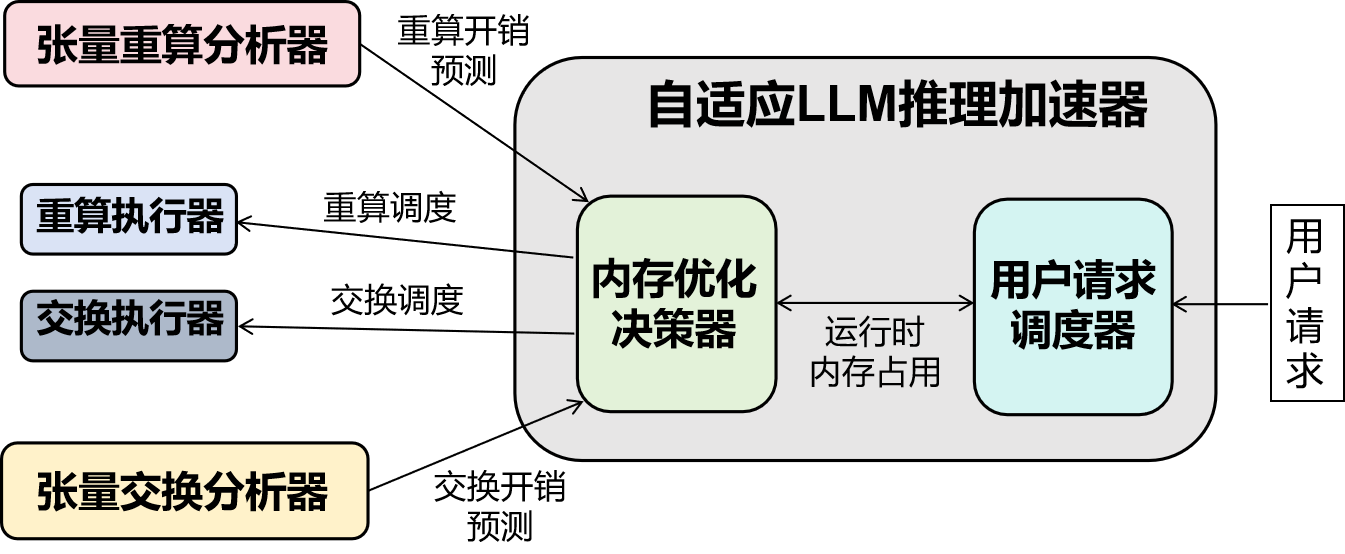 张量重算分析器
重算开销
预测
自适应LLM推理加速器
重算执行器
重算调度
交换执行器
交换调度
内存优化
决策器
运行时
内存占用
用户请求
调度器
用
户
请
求
张量交换分析器
交换开销
预测